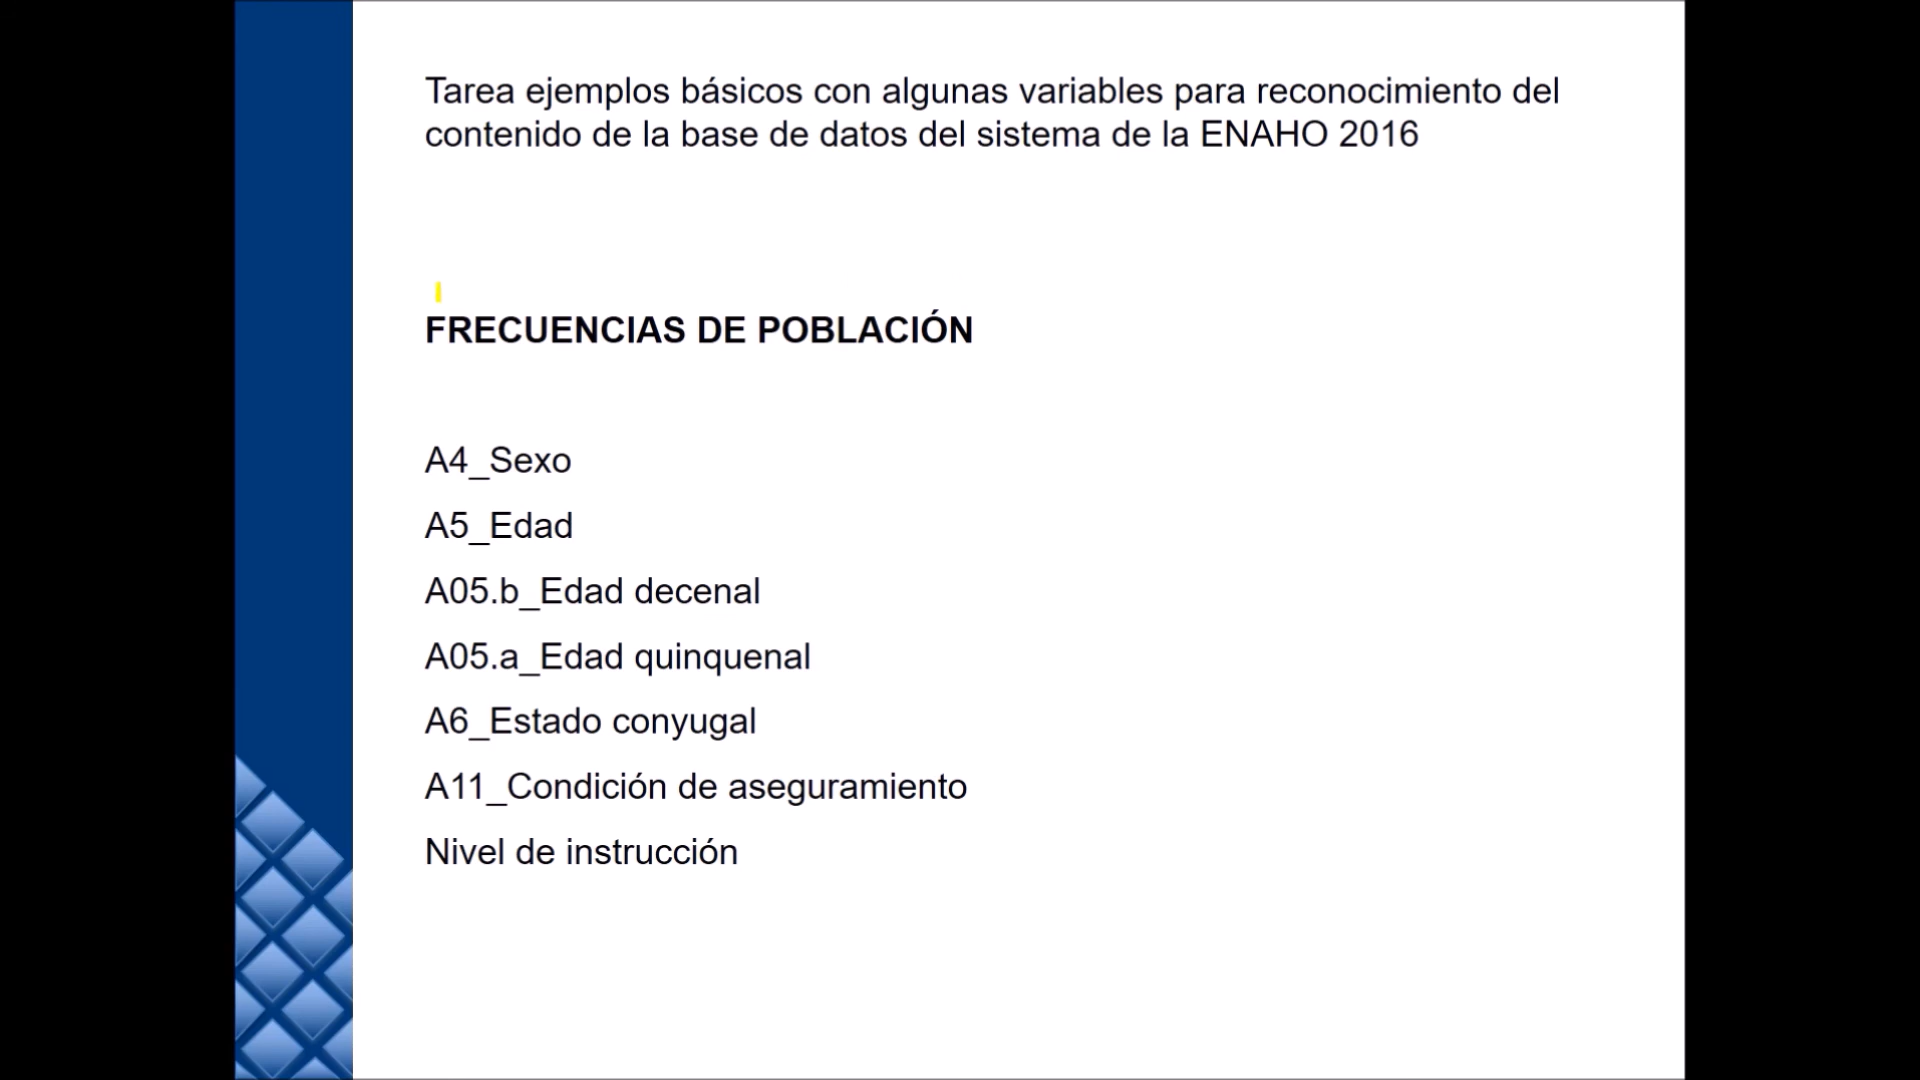 Tarea ejemplos básicos con algunas variables para reconocimiento del
contenido de la base de datos del sistema de la ENAHO 2016
FRECUENCIAS DE POBLACIÓN
A4_Sexo
A5_Edad
A05.b_Edad decenal
A05.a_Edad quinquenal
A6_Estado conyugal
A11_Condición de aseguramiento
Nivel de instrucción